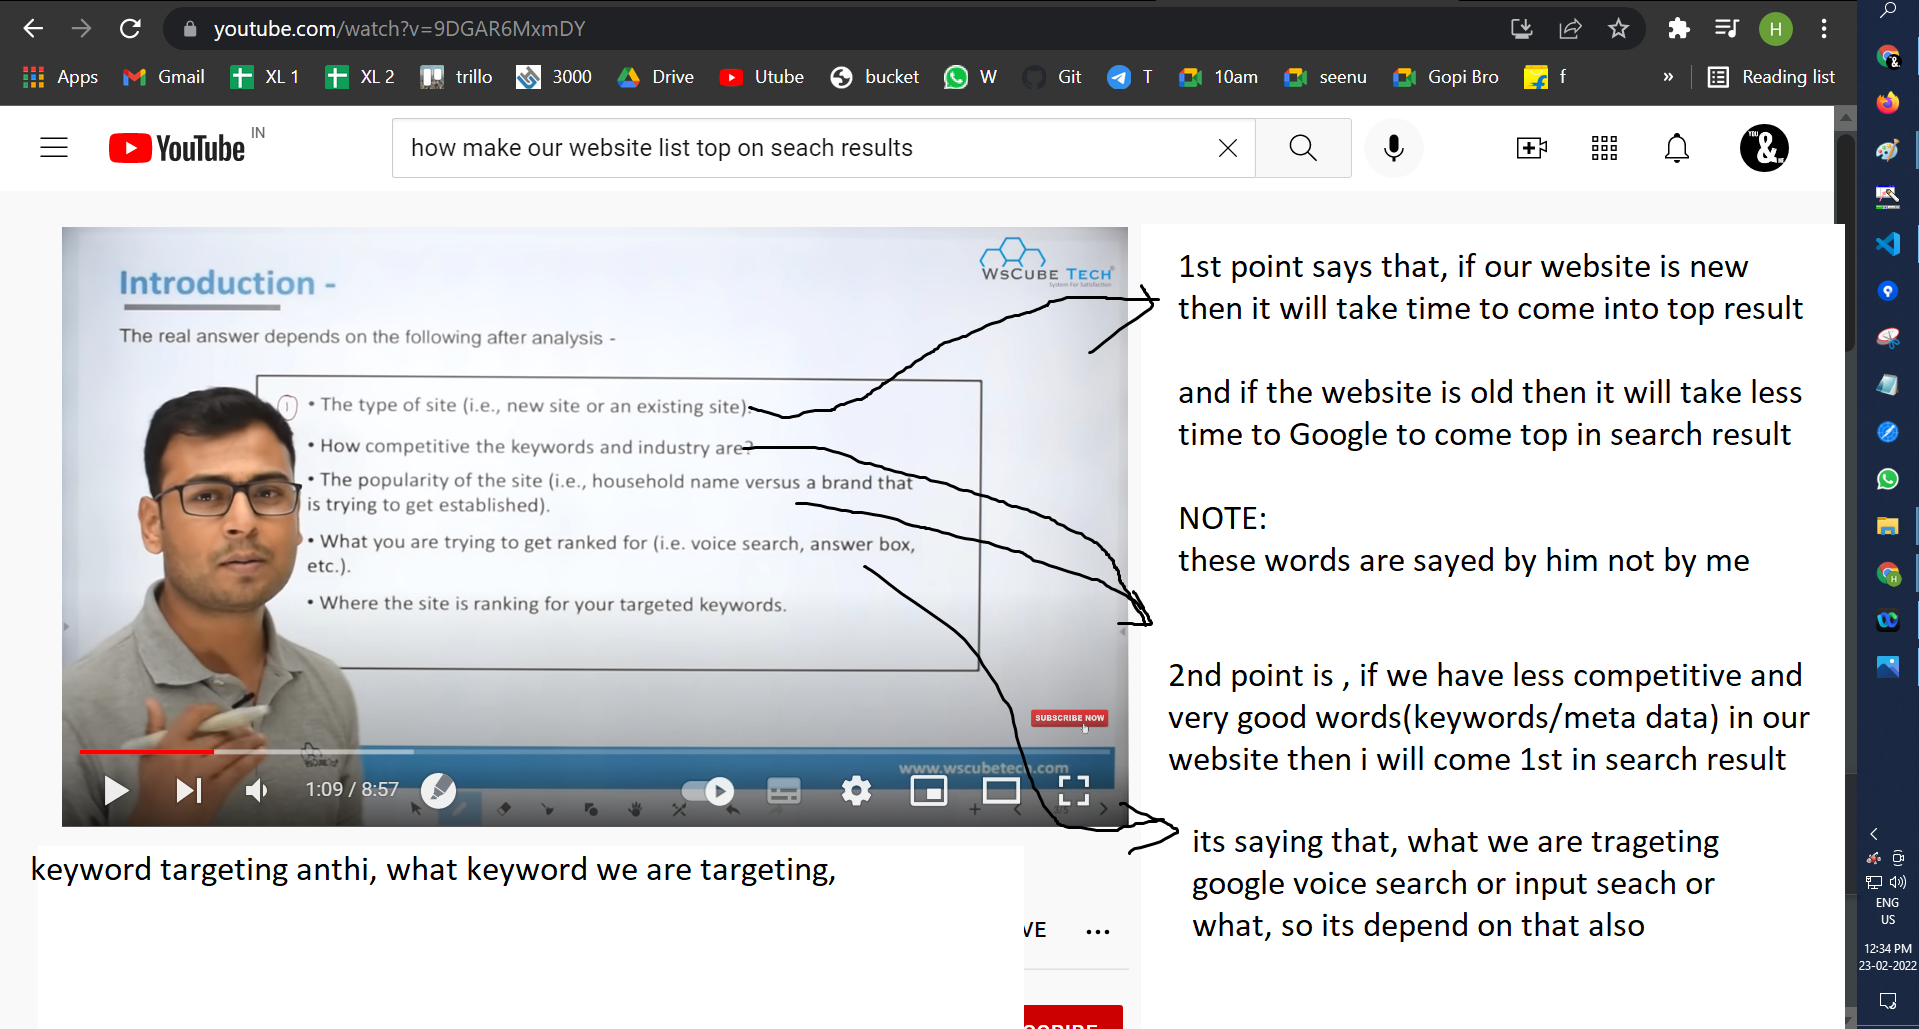 youtube.com/watch?v=9DGAR6MxmDY
H
Apps
Gmail
XL 1
XL 2
trillo
3000
Drive
Utube
bucket
W
Git
T
10am
seenu
Gopi Bro
f
»
Reading list
YouTube
IN
how make our website list top on seach results
YOU
&
Introduction -
WsCube Tech
System For Satisfaction
The real answer depends on the following after analysis -
1
• The type of site (i.e., new site or an existing site).
• How competitive the keywords and industry are?
• The popularity of the site (i.e., household name versus a brand that
is trying to get established).
• What you are trying to get ranked for (i.e. voice search, answer box,
etc.).
• Where the site is ranking for your targeted keywords.
SUBSCRIBE NOW
www.wscubetech.com
1:09 / 8:57
1st point says that, if our website is new
then it will take time to come into top result
and if the website is old then it will take less
time to Google to come top in search result
NOTE:
these words are sayed by him not by me
2nd point is , if we have less competitive and
very good words(keywords/meta data) in our
website then i will come 1st in search result
its saying that, what we are trageting
google voice search or input seach or
what, so its depend on that also
keyword targeting anthi, what keyword we are targeting,
VE
ENG
US
12:34 PM
23-02-2022